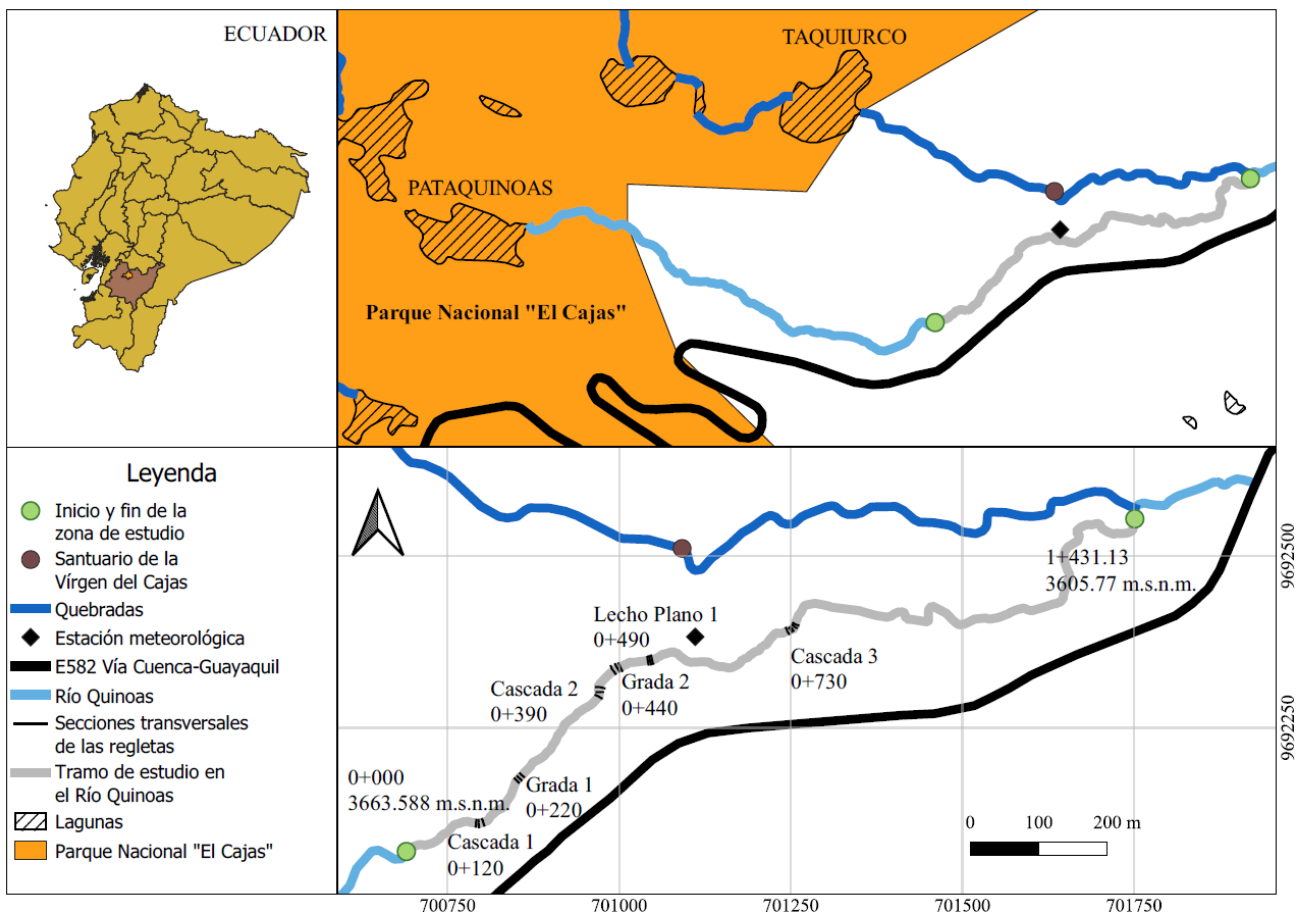 ECUADOR
TAQUIURCO
PATAQUINOAS
Parque Nacional "El Cajas"
Leyenda
Inicio y fin de la
zona de estudio
Santuario de la
Vírgen del Cajas
Quebradas
Estación meteorológica
E582 Vía Cuenca-Guayaquil
Río Quinoas
Secciones transversales
de las regletas
Tramo de estudio en
el Río Quinoas
Lagunas
Parque Nacional "El Cajas"
1+431.13
3605.77 m.s.n.m.
Lecho Plano 1
0+490
Cascada 3
0+730
Cascada 2
0+390
Grada 2
0+440
0+000
3663.588 m.s.n.m.
Grada 1
0+220
Cascada 1
0+120
0 100 200 m
9692500
9692250
700750 701000 701250 701500 701750